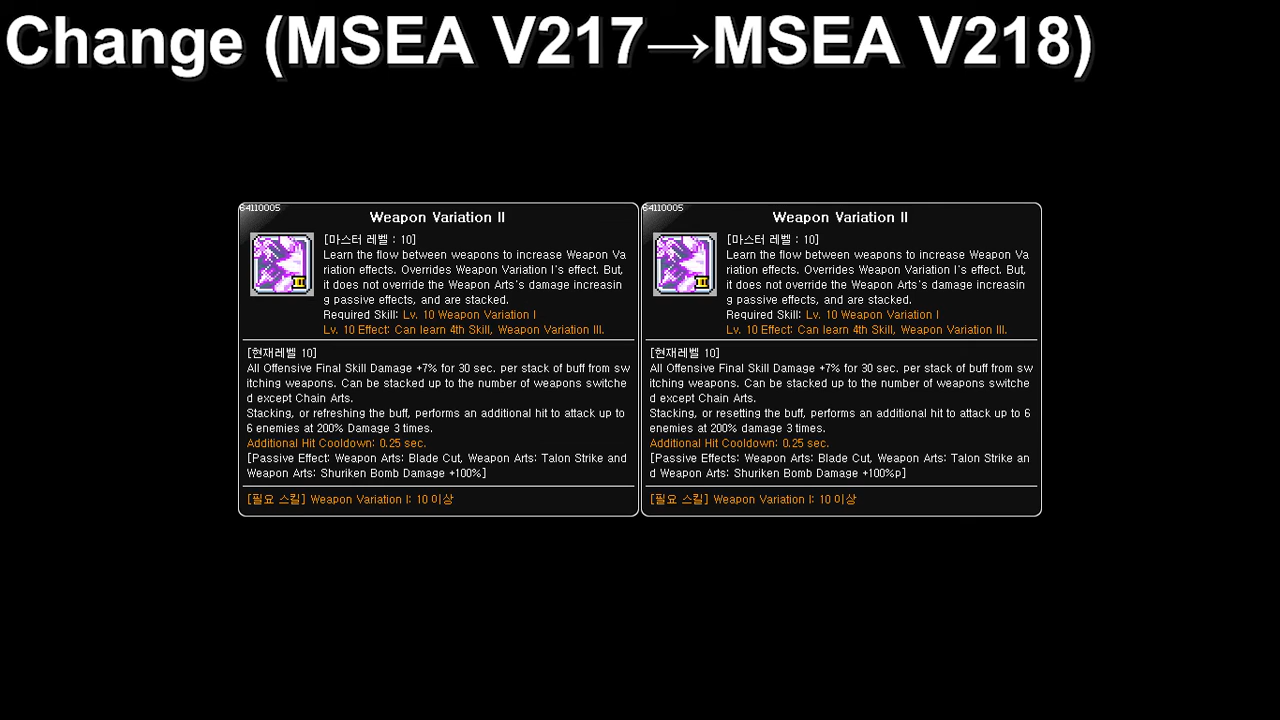 Change (MSEA V217→MSEA V218)
64110005
Weapon Variation II
[마스터 레벨 : 10]
Learn the flow between weapons to increase Weapon Va
riation effects. Overrides Weapon Variation I's effect. But,
it does not override the Weapon Arts's damage increasin
g passive effects, and are stacked.
Required Skill: Lv. 10 Weapon Variation I
Lv. 10 Effect: Can learn 4th Skill, Weapon Variation III.
[현재레벨 10]
All Offensive Final Skill Damage +7% for 30 sec. per stack of buff from sw
itching weapons. Can be stacked up to the number of weapons switche
d except Chain Arts.
Stacking, or refreshing the buff, performs an additional hit to attack up to
6 enemies at 200% Damage 3 times.
Additional Hit Cooldown: 0.25 sec.
[Passive Effect: Weapon Arts: Blade Cut, Weapon Arts: Talon Strike and
Weapon Arts: Shuriken Bomb Damage +100%]
[필요 스킬] Weapon Variation I: 10 이상
64110005
Weapon Variation II
[마스터 레벨 : 10]
Learn the flow between weapons to increase Weapon Va
riation effects. Overrides Weapon Variation I's effect. But,
it does not override the Weapon Arts's damage increasin
g passive effects, and are stacked.
Required Skill: Lv. 10 Weapon Variation I
Lv. 10 Effect: Can learn 4th Skill, Weapon Variation III.
[현재레벨 10]
All Offensive Final Skill Damage +7% for 30 sec. per stack of buff from sw
itching weapons. Can be stacked up to the number of weapons switche
d except Chain Arts.
Stacking, or resetting the buff, performs an additional hit to attack up to 6
enemies at 200% damage 3 times.
Additional Hit Cooldown: 0.25 sec.
[Passive Effects: Weapon Arts: Blade Cut, Weapon Arts: Talon Strike an
d Weapon Arts: Shuriken Bomb Damage +100%p]
[필요 스킬] Weapon Variation I: 10 이상